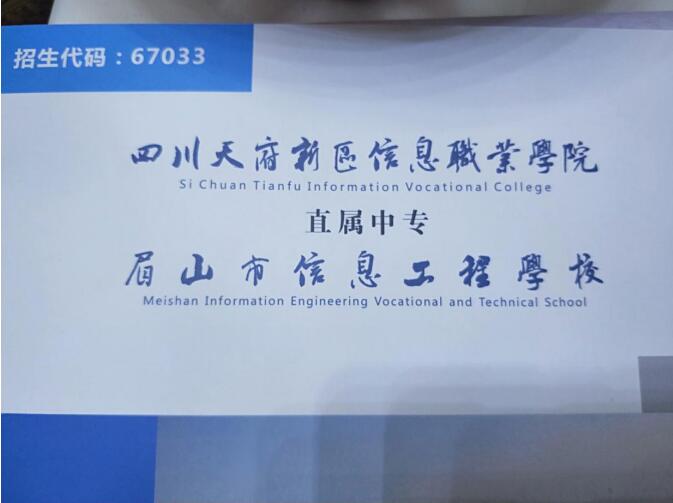 招生代码：67033
四川天府新區信息職業學院
Si Chuan Tianfu Information Vocational College
直属中专
眉山市信息工程學校
Meishan Information Engineering Vocational and Technical School